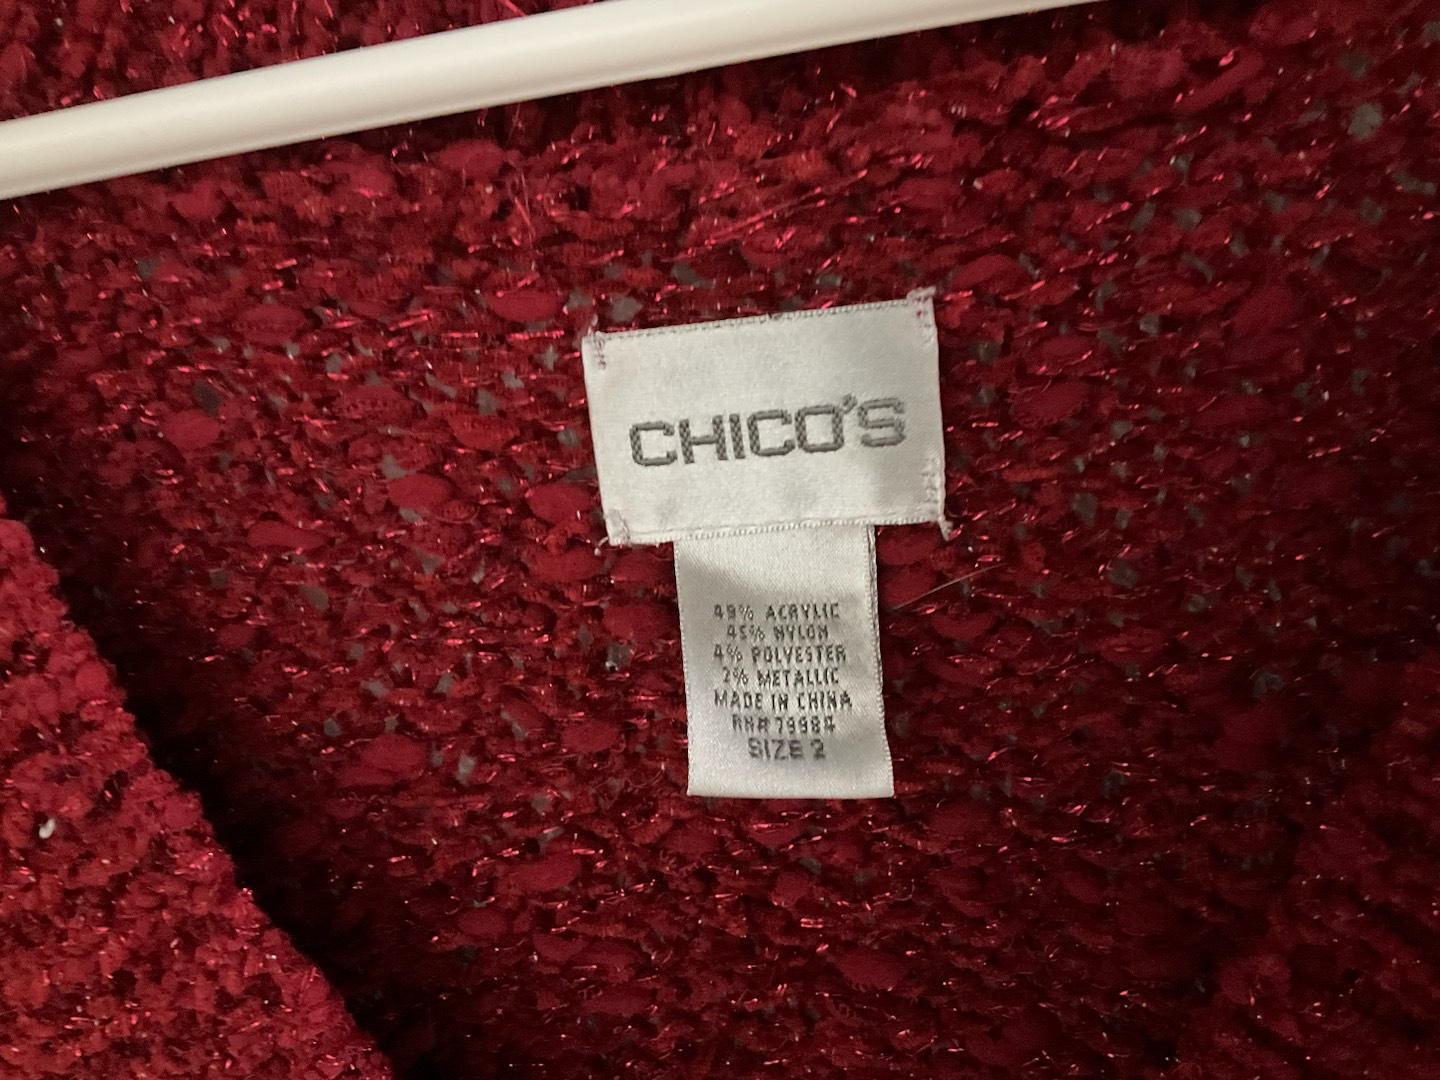 CHICO'S
49% ACRYLIC
45% NYLON
4% POLYESTER
2% METALLIC
MADE IN CHINA
RN# 79984
SIZE 2